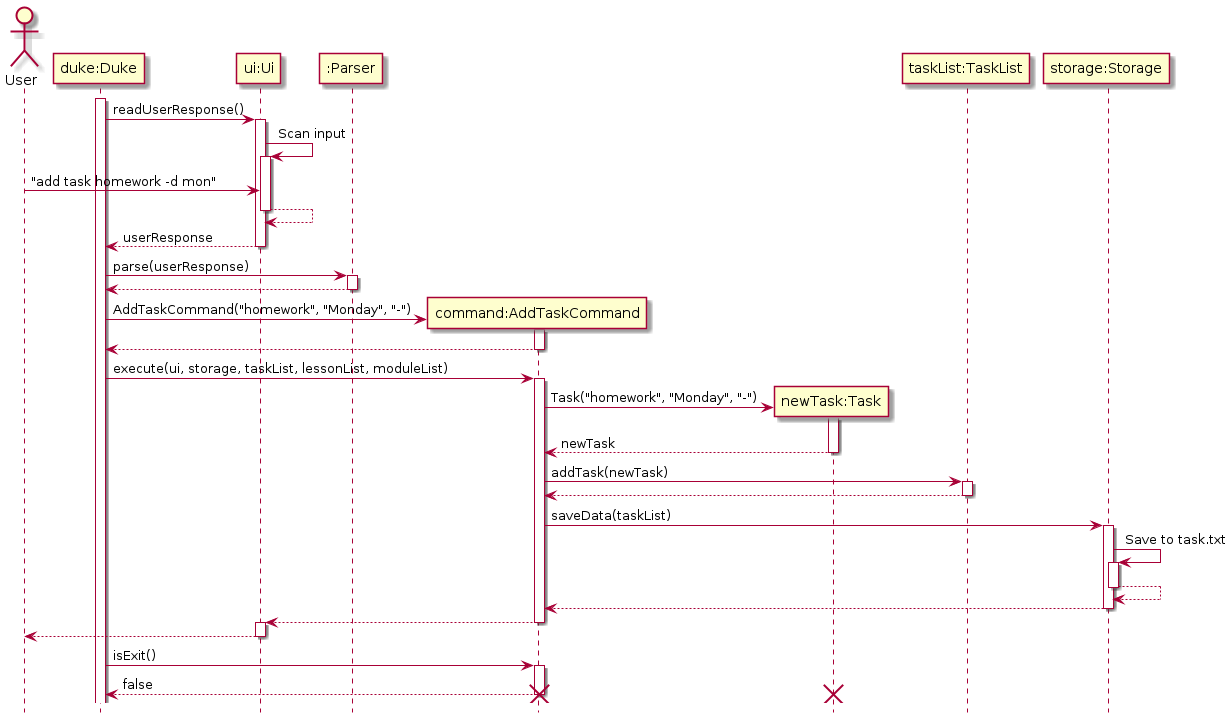 User
duke:Duke
ui:Ui
:Parser
taskList:TaskList
storage:Storage
readUserResponse()
Scan input
"add task homework -d mon"
userResponse
parse(userResponse)
AddTaskCommand("homework", "Monday", "-")
command:AddTaskCommand
execute(ui, storage, taskList, lessonList, moduleList)
Task("homework", "Monday", "-")
newTask:Task
newTask
addTask(newTask)
saveData(taskList)
Save to task.txt
isExit()
false